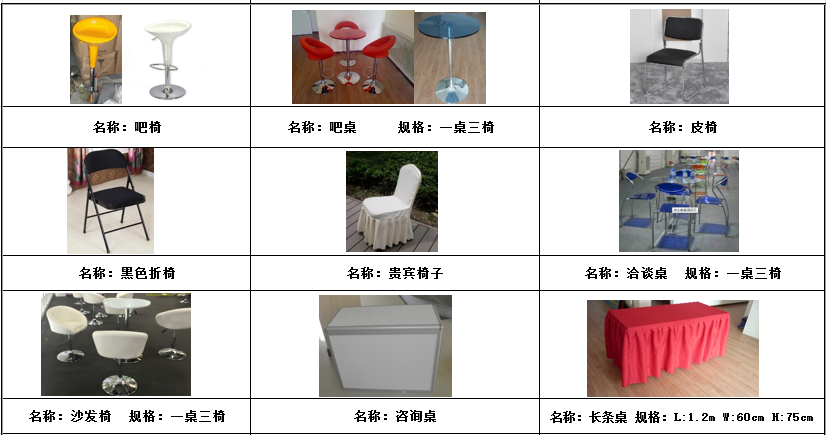 名称：吧椅
名称：吧桌 规格：一桌三椅
名称：皮椅
名称：黑色折椅
名称：贵宾椅子
名称：洽谈桌 规格：一桌三椅
名称：沙发椅 规格：一桌三椅
名称：咨询桌
名称：长条桌 规格：L:1.2m W:60cm H:75cm